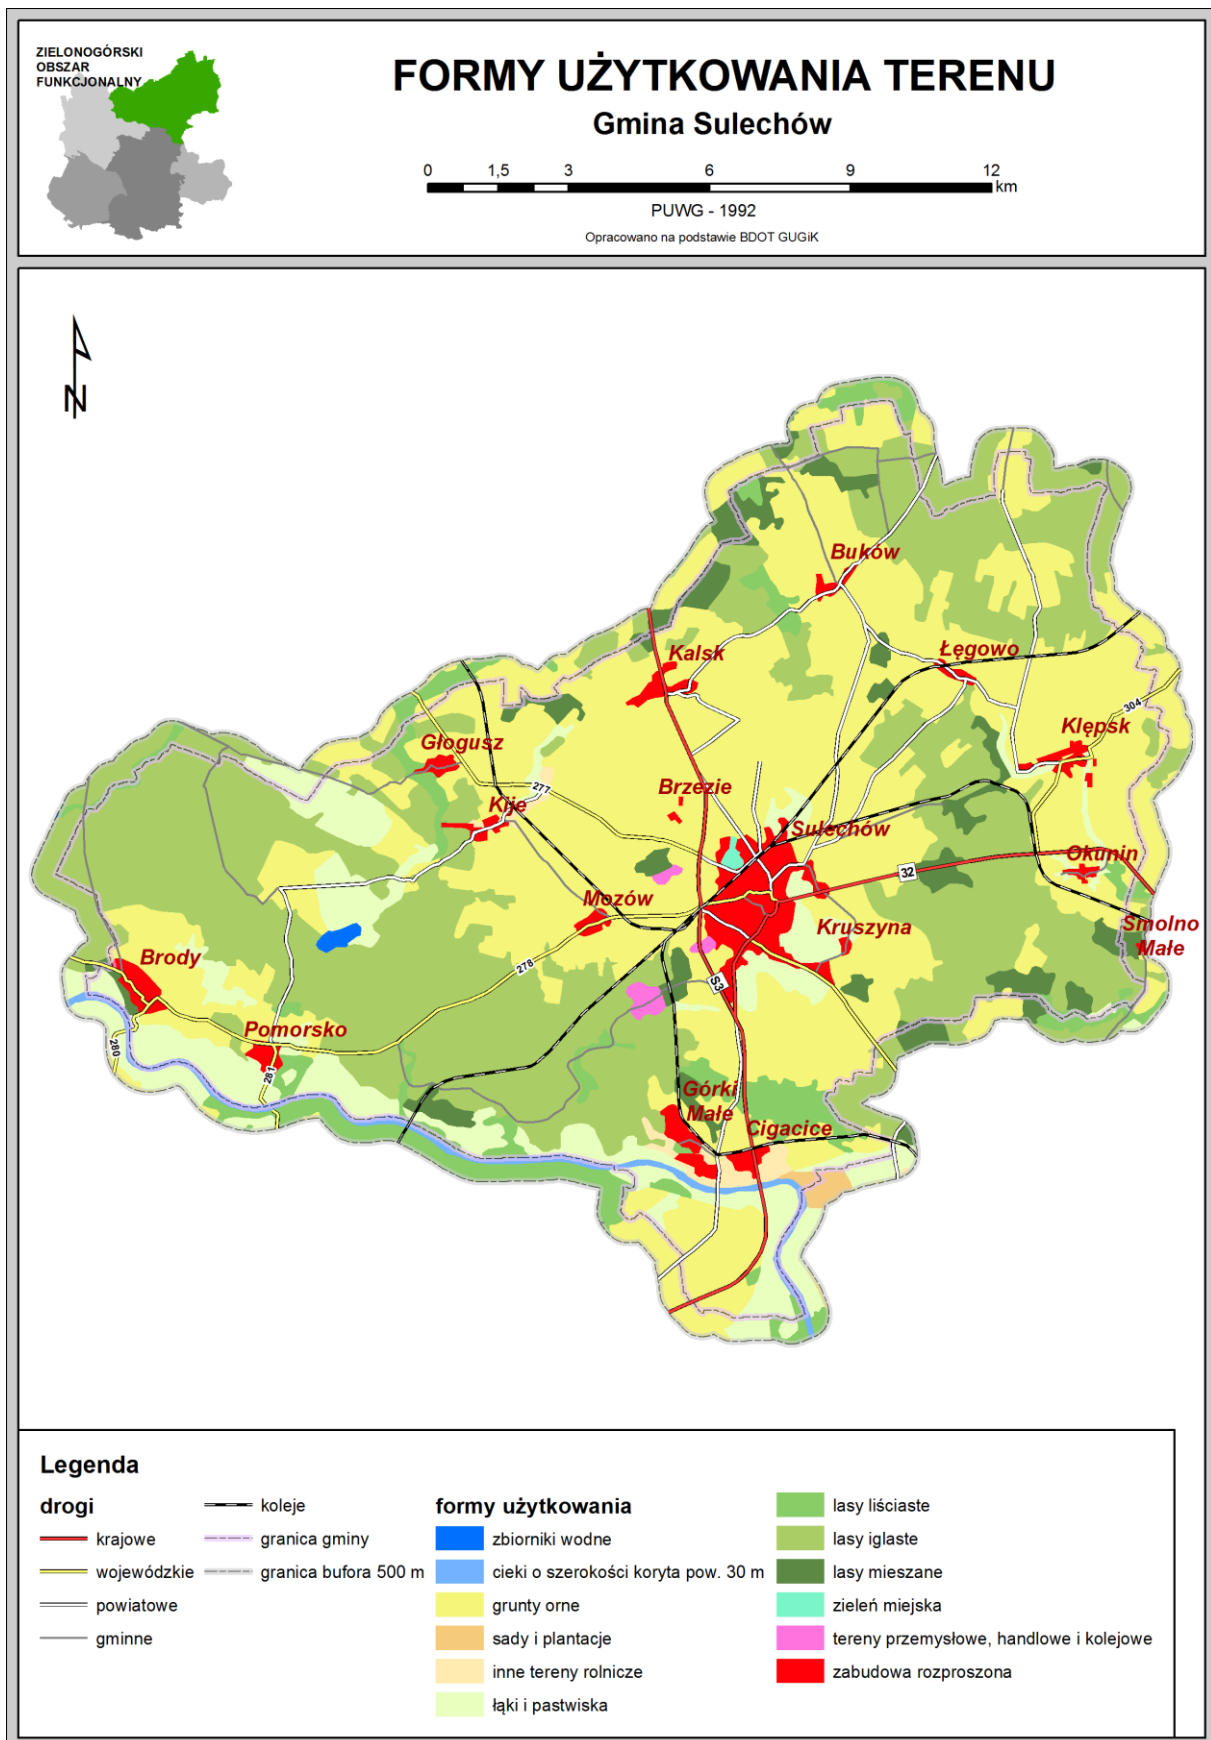 ZIELONOGÓRSKI
OBSZAR
FUNKCJONALNY
FORMY UŻYTKOWANIA TERENU
Gmina Sulechów
0 1,5 3 6 9 12
km
PUWG - 1992
Opracowano na podstawie BDOT GUGiK
N
Buków
Kalsk
Łęgowo
304
Klępsk
Głogusz
277
Brzezie
Kije
Sulechów
Okunin
32
Mozów
Kruszyna
Smolno
Małe
Brody
278
S3
Pomorsko
280
281
Górki
Małe
Cigacice
Legenda
drogi
krajowe
wojewódzkie
powiatowe
gminne
koleje
granica gminy
granica bufora 500 m
formy użytkowania
zbiorniki wodne
cieki o szerokości koryta pow. 30 m
grunty orne
sady i plantacje
inne tereny rolnicze
łąki i pastwiska
lasy liściaste
lasy iglaste
lasy mieszane
zieleń miejska
tereny przemysłowe, handlowe i kolejowe
zabudowa rozproszona